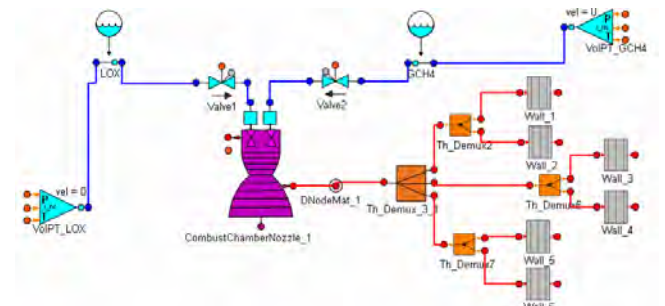 vel = 0
VolPT_GCH4
LOX
GCH4
Valve1
Valve2
Wall_1
Th_Demux2
Wall_2
Wall_3
vel = 0
DNodeMat_1
Th_Demux_3_1
Th_Demux6
Wall_4
VolPT_LOX
CombustChamberNozzle_1
Th_Demux7
Wall_5